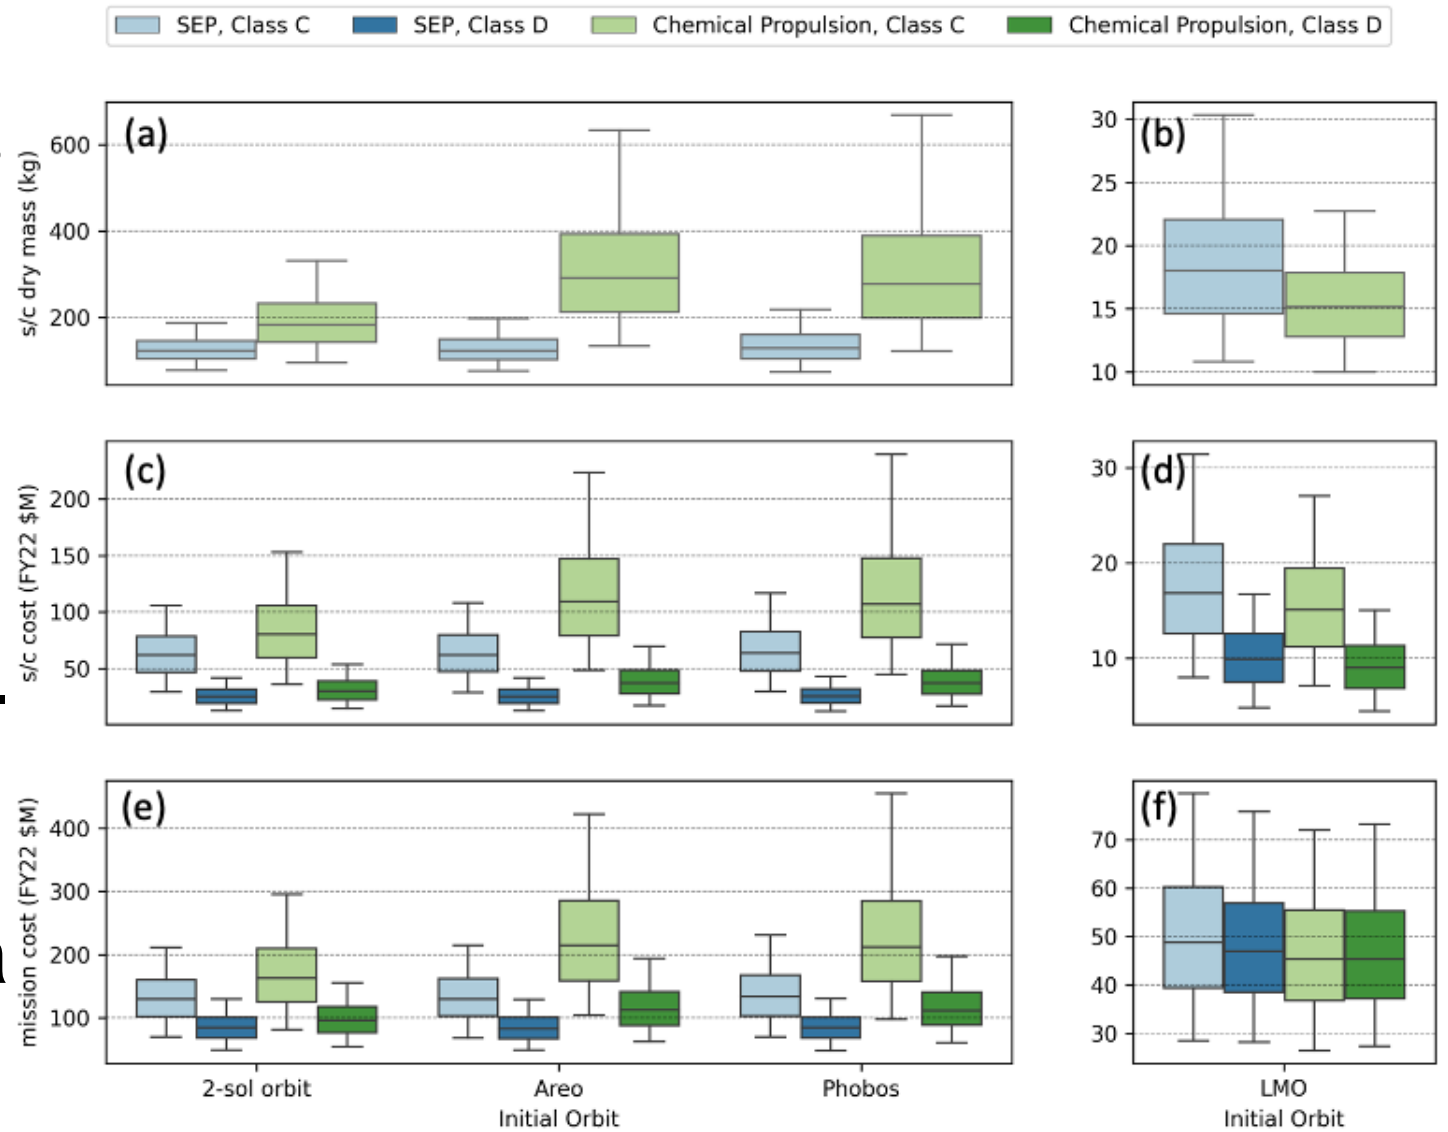 SEP, Class C SEP, Class D Chemical Propulsion, Class C Chemical Propulsion, Class D
(a)
s/c dry mass (kg)
600
400
200
(b)
30
25
20
15
10
(c)
s/c cost (FY22 $M)
200
150
100
50
(d)
30
20
10
(e)
mission cost (FY22 $M)
400
300
200
100
2-sol orbit Areo Phobos
Initial Orbit
(f)
70
60
50
40
30
LMO
Initial Orbit